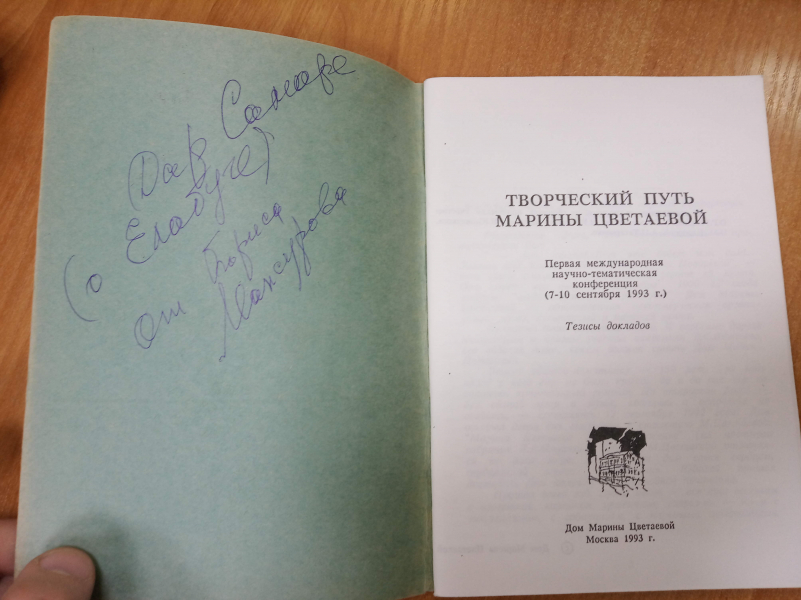 Дар Самаре
(о Елабуге)
от Бориса
Мансурова
ТВОРЧЕСКИЙ ПУТЬ
МАРИНЫ ЦВЕТАЕВОЙ
Первая международная
научно-тематическая
конференция
(7-10 сентября 1993 г.)
Тезисы докладов
Дом Марины Цветаевой
Москва 1993 г.